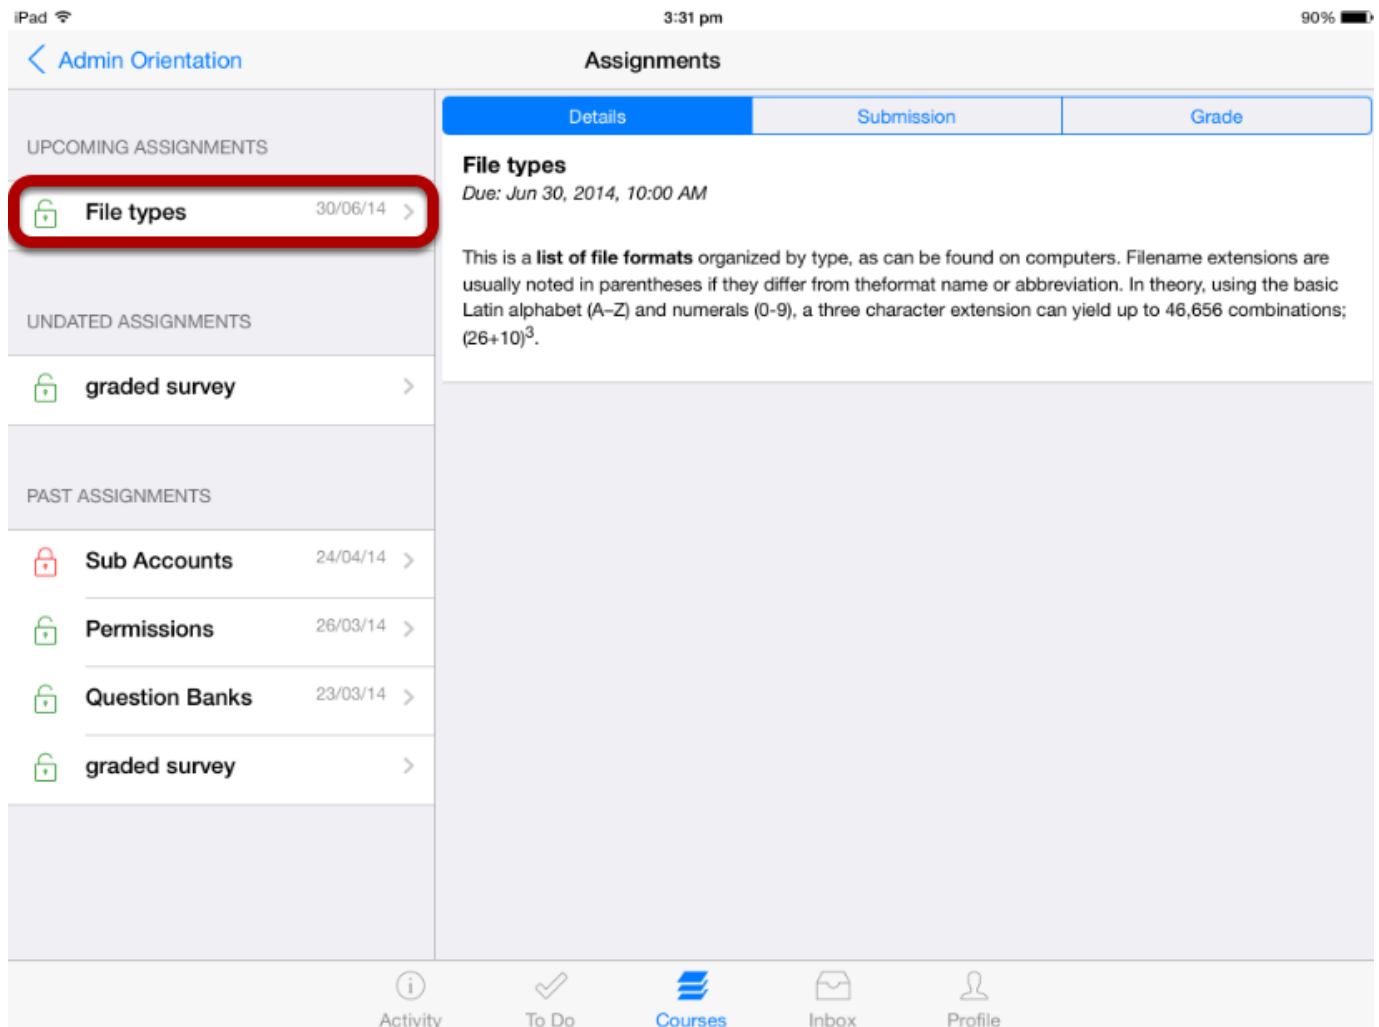 iPad
3:31 pm
90%
Admin Orientation
Assignments
UPCOMING ASSIGNMENTS
File types 30/06/14
UNDATED ASSIGNMENTS
graded survey
PAST ASSIGNMENTS
Sub Accounts 24/04/14
Permissions 26/03/14
Question Banks 23/03/14
graded survey
Details
Submission
Grade
File types
Due: Jun 30, 2014, 10:00 AM
This is a list of file formats organized by type, as can be found on computers. Filename extensions are
usually noted in parentheses if they differ from theformat name or abbreviation. In theory, using the basic
Latin alphabet (A–Z) and numerals (0-9), a three character extension can yield up to 46,656 combinations;
(26+10)³.
Activity
To Do
Courses
Inbox
Profile